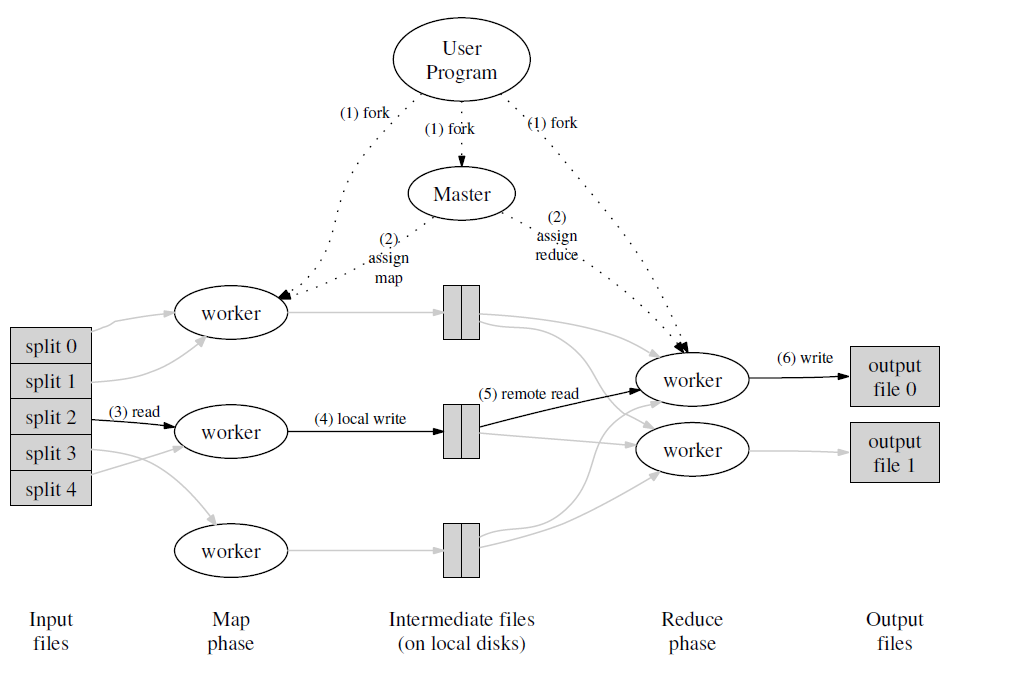 User
Program
(1) fork
(1) fork
(1) fork
Master
(2)
assign
map
(2)
assign
reduce
worker
split 0
split 1
split 2
split 3
split 4
(3) read
worker
(4) local write
worker
(5) remote read
worker
(6) write
output
file 0
worker
output
file 1
Input
files
Map
phase
Intermediate files
(on local disks)
Reduce
phase
Output
files